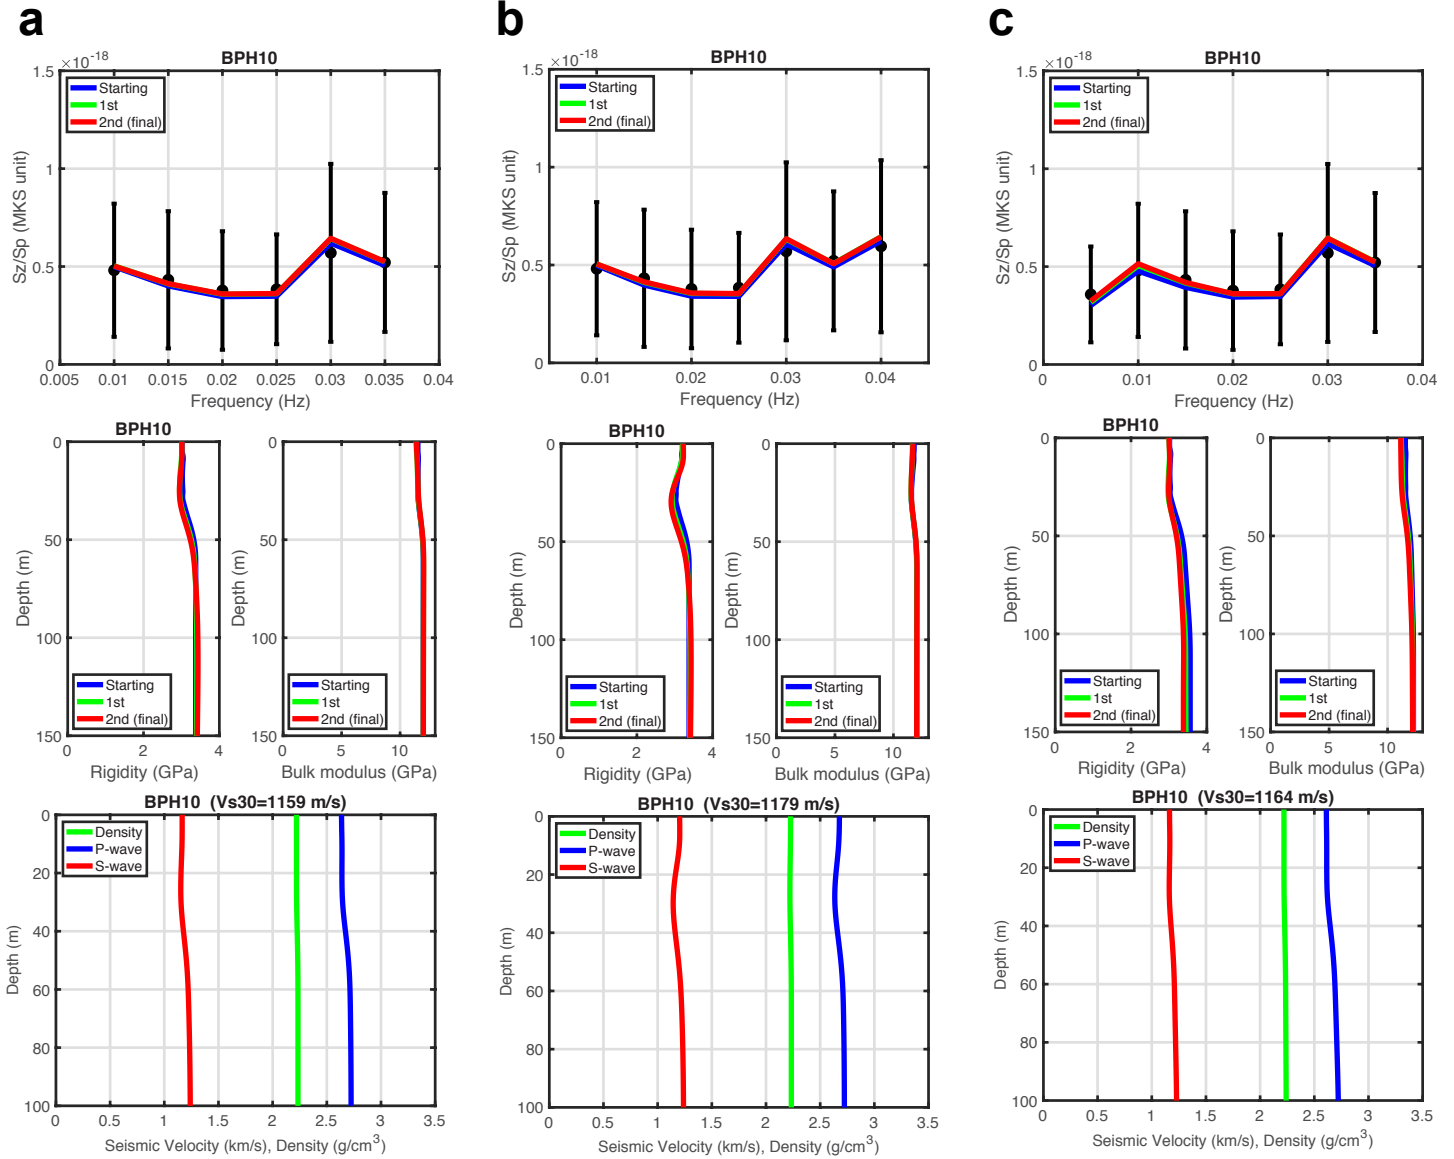 a
b
c
×10⁻¹⁸
BPH10
1.5
1
0.5
0
Sz/Sp (MKS unit)
Starting
1st
2nd (final)
0.005 0.01 0.015 0.02 0.025 0.03 0.035 0.04
Frequency (Hz)
×10⁻¹⁸
BPH10
1.5
1
0.5
0
Sz/Sp (MKS unit)
Starting
1st
2nd (final)
0.01 0.02 0.03 0.04
Frequency (Hz)
×10⁻¹⁸
BPH10
1.5
1
0.5
0
Sz/Sp (MKS unit)
Starting
1st
2nd (final)
0 0.01 0.02 0.03 0.04
Frequency (Hz)
BPH10
0
50
100
150
Depth (m)
Starting
1st
2nd (final)
0 2 4
Rigidity (GPa)
0
50
100
150
Depth (m)
Starting
1st
2nd (final)
0 5 10
Bulk modulus (GPa)
BPH10
0
50
100
150
Depth (m)
Starting
1st
2nd (final)
0 2 4
Rigidity (GPa)
0
50
100
150
Depth (m)
Starting
1st
2nd (final)
0 5 10
Bulk modulus (GPa)
BPH10
0
50
100
150
Depth (m)
Starting
1st
2nd (final)
0 2 4
Rigidity (GPa)
0
50
100
150
Depth (m)
Starting
1st
2nd (final)
0 5 10
Bulk modulus (GPa)
BPH10 (Vs30=1159 m/s)
0
20
40
60
80
100
Depth (m)
Density
P-wave
S-wave
0 0.5 1 1.5 2 2.5 3 3.5
Seismic Velocity (km/s), Density (g/cm³)
BPH10 (Vs30=1179 m/s)
0
20
40
60
80
100
Depth (m)
Density
P-wave
S-wave
0 0.5 1 1.5 2 2.5 3 3.5
Seismic Velocity (km/s), Density (g/cm³)
BPH10 (Vs30=1164 m/s)
0
20
40
60
80
100
Depth (m)
Density
P-wave
S-wave
0 0.5 1 1.5 2 2.5 3 3.5
Seismic Velocity (km/s), Density (g/cm³)